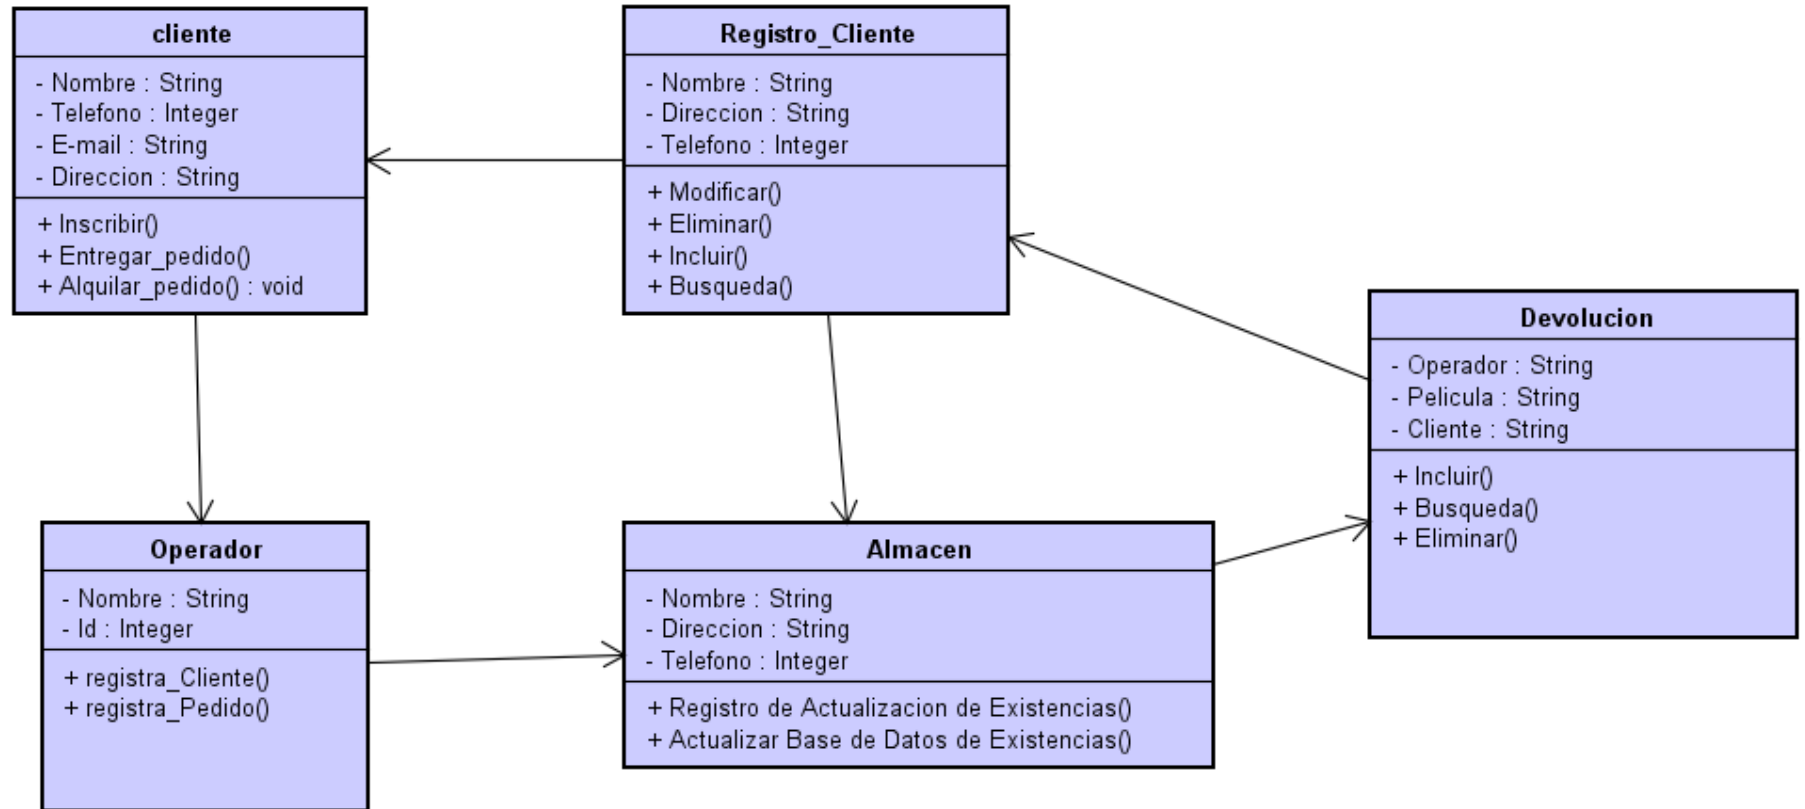 cliente
- Nombre : String
- Telefono : Integer
- E-mail : String
- Direccion : String
+ Inscribir()
+ Entregar_pedido()
+ Alquilar_pedido() : void
Registro_Cliente
- Nombre : String
- Direccion : String
- Telefono : Integer
+ Modificar()
+ Eliminar()
+ Incluir()
+ Busqueda()
Devolucion
- Operador : String
- Pelicula : String
- Cliente : String
+ Incluir()
+ Busqueda()
+ Eliminar()
Operador
- Nombre : String
- Id : Integer
+ registra_Cliente()
+ registra_Pedido()
Almacen
- Nombre : String
- Direccion : String
- Telefono : Integer
+ Registro de Actualizacion de Existencias()
+ Actualizar Base de Datos de Existencias()